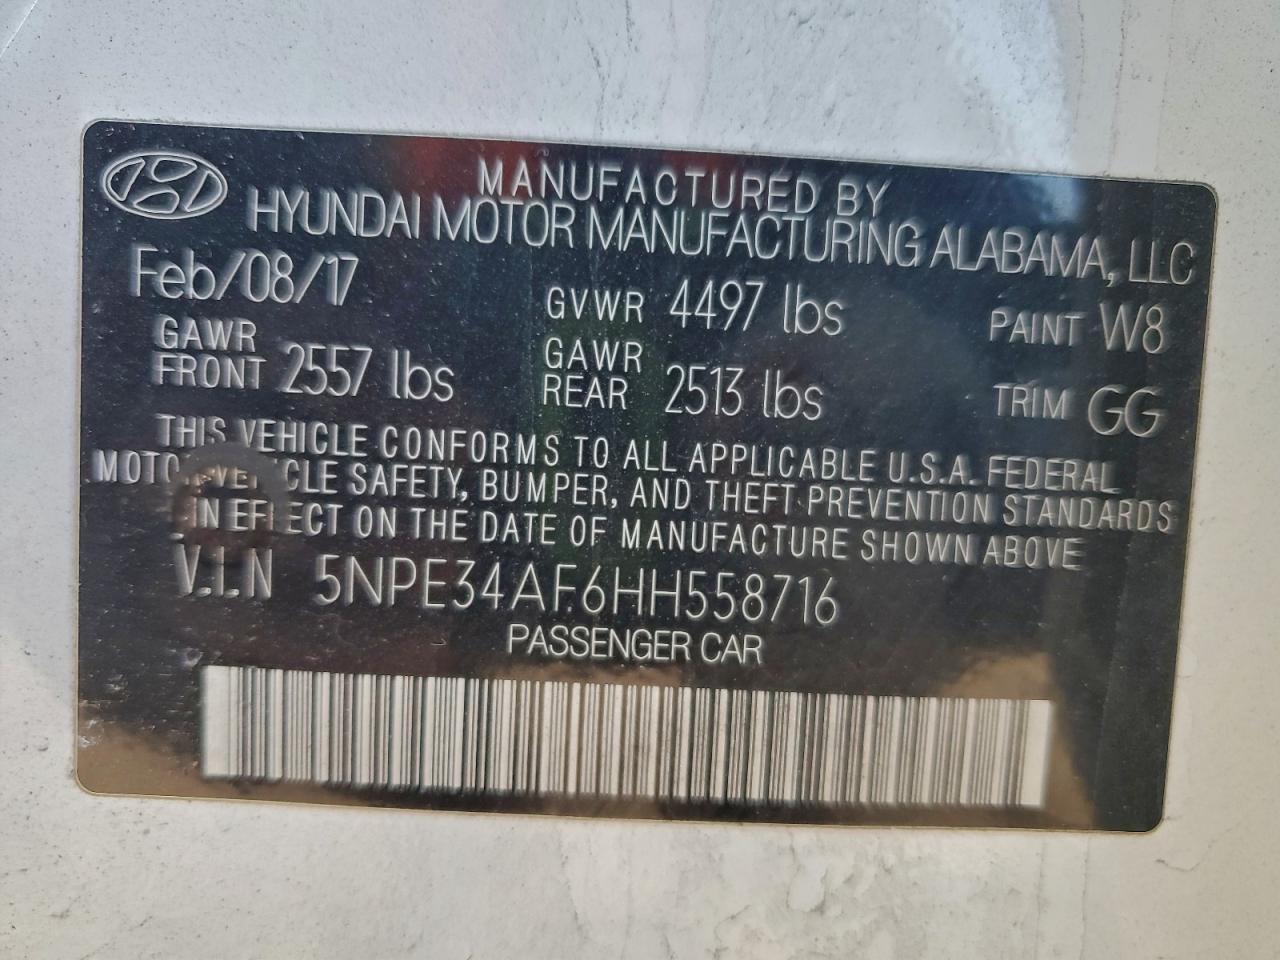 MANUFACTURED BY
HYUNDAI MOTOR MANUFACTURING ALABAMA, LLC
Feb/08/17 GVWR 4497 lbs PAINT W8
GAWR FRONT 2557 lbs GAWR REAR 2513 lbs TRIM GG
THIS VEHICLE CONFORMS TO ALL APPLICABLE U.S.A. FEDERAL
MOTOR VEHICLE SAFETY, BUMPER, AND THEFT PREVENTION STANDARDS
IN EFFECT ON THE DATE OF MANUFACTURE SHOWN ABOVE
V.I.N 5NPE34AF6HH558716
PASSENGER CAR